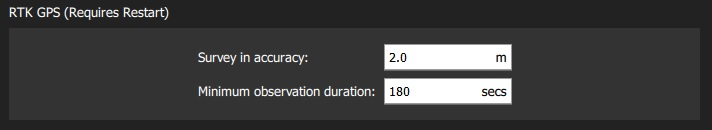 RTK GPS (Requires Restart)
Survey in accuracy: 2.0 m
Minimum observation duration: 180 secs